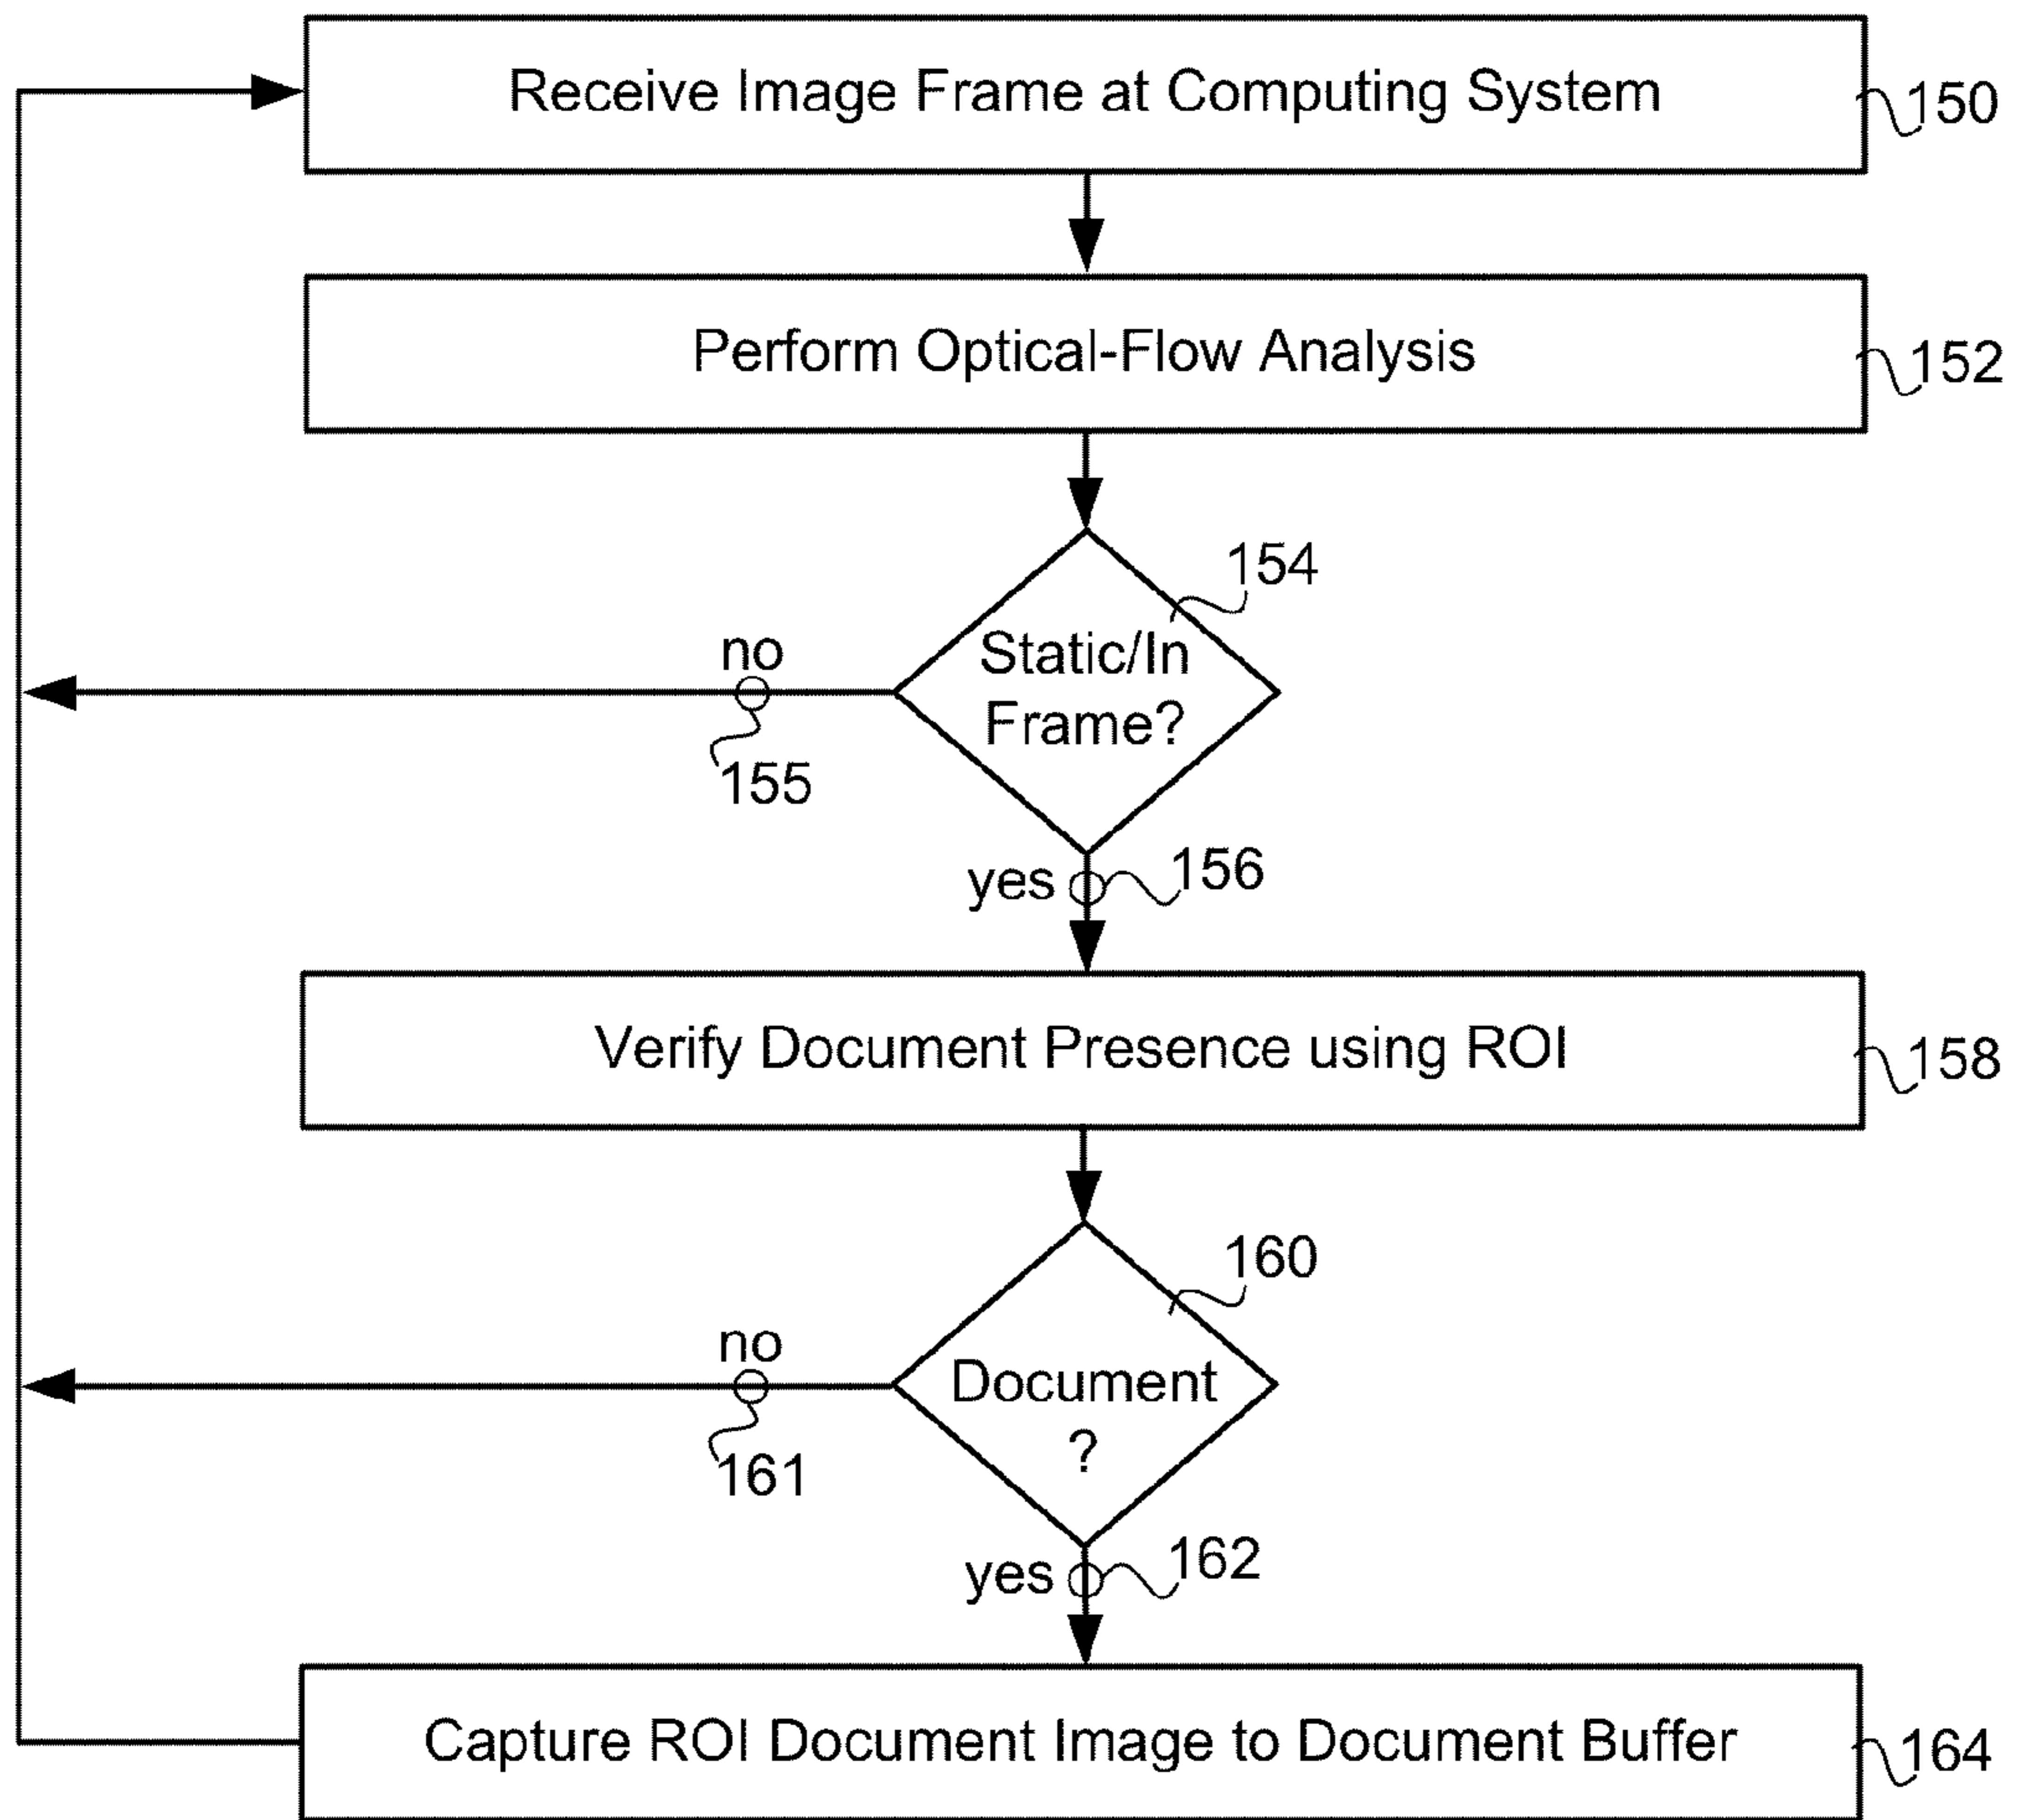 Receive Image Frame at Computing System
150
Perform Optical-Flow Analysis
152
154
Static/In
Frame?
no
155
yes
156
Verify Document Presence using ROI
158
160
Document
?
no
161
yes
162
Capture ROI Document Image to Document Buffer
164